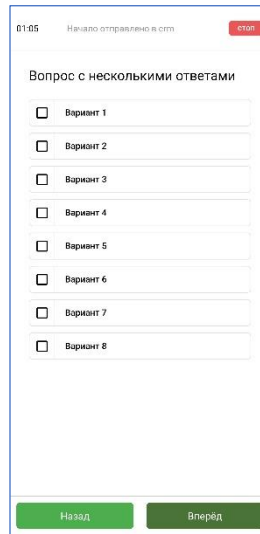 01:05 Начало отправлено в crm стоп
Вопрос с несколькими ответами
Вариант 1
Вариант 2
Вариант 3
Вариант 4
Вариант 5
Вариант 6
Вариант 7
Вариант 8
Назад Вперёд